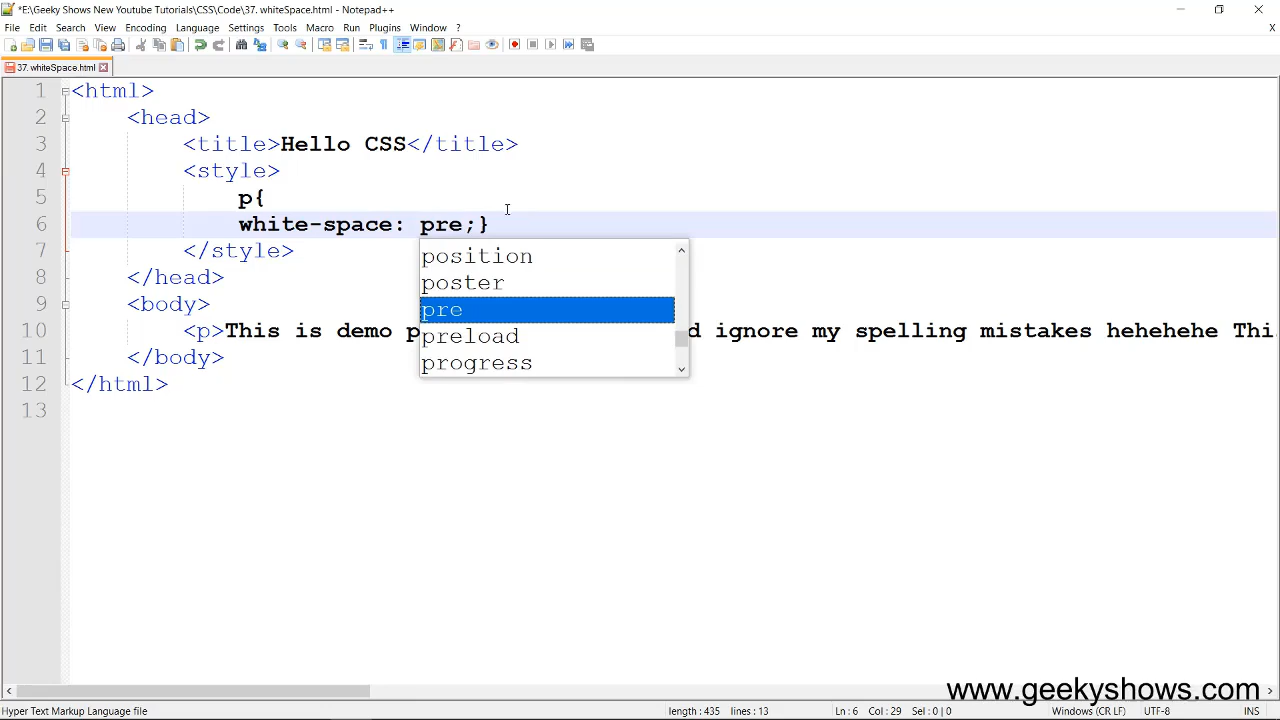 *E:\Geeky Shows New Youtube Tutorials\CSS\Code\37. whiteSpace.html - Notepad++
File Edit Search View Encoding Language Settings Tools Macro Run Plugins Window ? X
37. whiteSpace.html
1 <html>
2 <head>
3 <title>Hello CSS</title>
4 <style>
5 p{
6 white-space: pre;}
7 </style>
8 </head>
9 <body>
10 <p>This is demo p ignore my spelling mistakes hehehehe Thi
11 </body>
12 </html>
13
position
poster
pre
preload
progress
www.geekyshows.com
Hyper Text Markup Language file length : 435 lines : 13 Ln : 6 Col : 29 Sel : 0 | 0 Windows (CR LF) UTF-8 INS